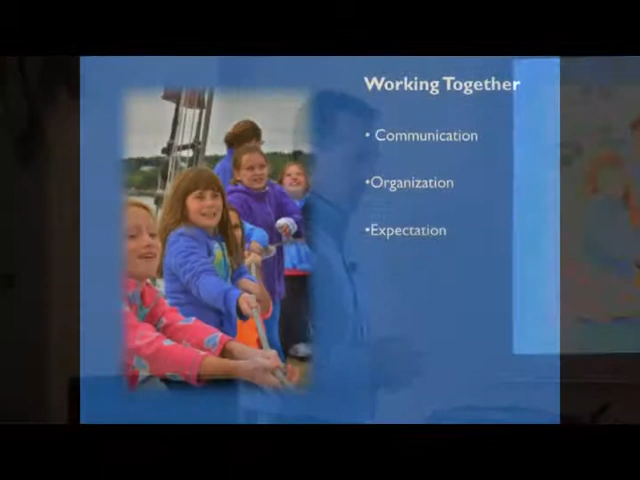 Working Together
• Communication
•Organization
•Expectation